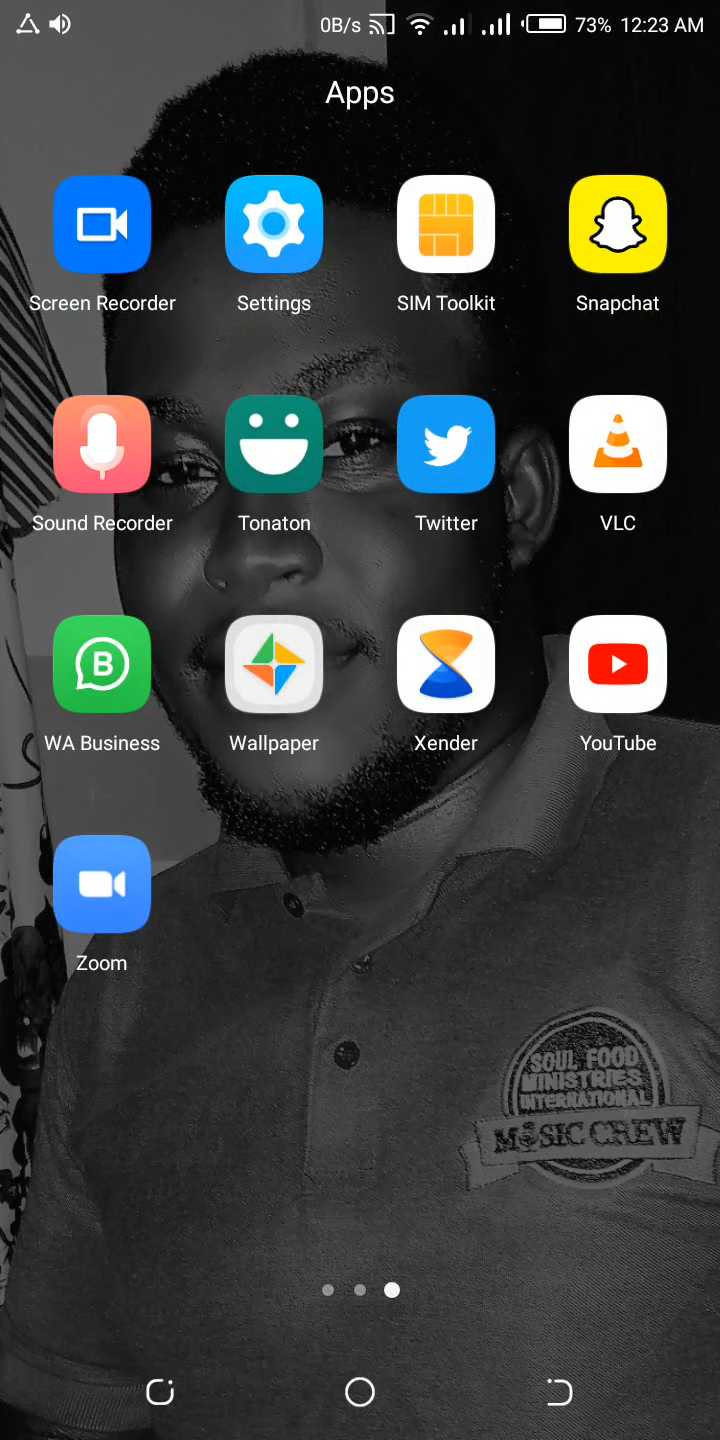 0B/s 73% 12:23 AM
Apps
Screen Recorder Settings SIM Toolkit Snapchat
Sound Recorder Tonaton Twitter VLC
B
WA Business Wallpaper Xender YouTube
Zoom
SOUL FOOD
MINISTRIES
INTERNATIONAL
MUSIC CREW